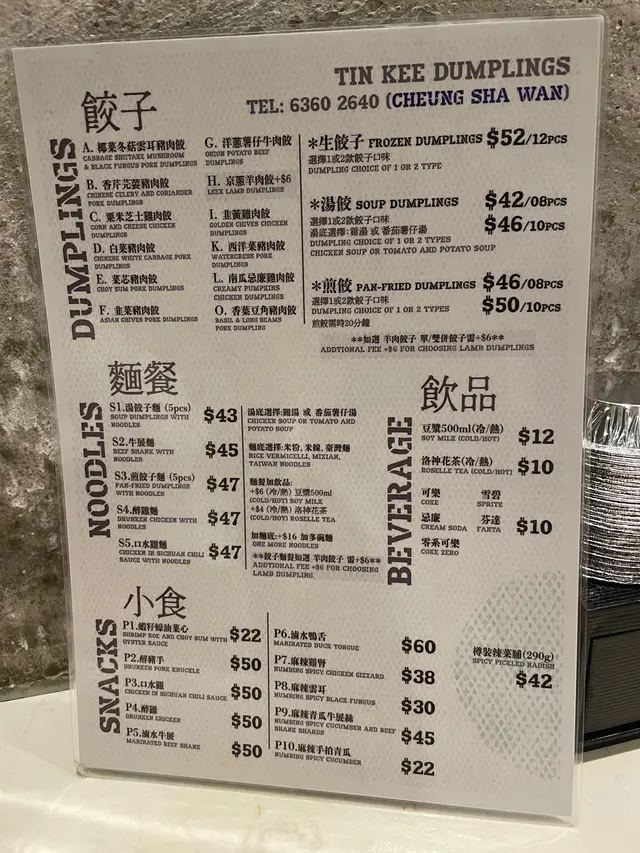 TIN KEE DUMPLINGS
TEL: 6360 2640 (CHEUNG SHA WAN)
餃子
DUMPLINGS
A. 椰菜冬菇雲耳豬肉餃
CABBAGE SHIITAKE MUSHROOM
& BLACK FUNGUS PORK DUMPLINGS
B. 香芹芫荽豬肉餃
CHINESE CELERY AND CORIANDER
PORK DUMPLINGS
C. 粟米芝士雞肉餃
CORN AND CHEESE CHICKEN
DUMPLINGS
D. 白菜豬肉餃
CHINESE WHITE CABBAGE PORK
DUMPLINGS
E. 菜芯豬肉餃
CHOY SUM PORK DUMPLINGS
F. 韭菜豬肉餃
ASIAN CHIVES PORK DUMPLINGS
G. 洋蔥薯仔牛肉餃
ONION POTATO BEEF
DUMPLINGS
H. 京蔥羊肉餃+$6
LEEK LAMB DUMPLINGS
I. 韭黃雞肉餃
GOLDEN CHIVES CHICKEN
DUMPLINGS
K. 西洋菜豬肉餃
WATERCRESS PORK
DUMPLINGS
L. 南瓜忌廉雞肉餃
CREAMY PUMPKINS
CHICKEN DUMPLINGS
O. 香葉豆角豬肉餃
BASIL & LONG BEANS
PORK DUMPLING
*生餃子 FROZEN DUMPLINGS $52/12PCS
選擇1或2款餃子口味
DUMPLING CHOICE OF 1 OR 2 TYPE
*湯餃 SOUP DUMPLINGS $42/08PCS
選擇1或2款餃子口味 $46/10PCS
湯底選擇:雞湯 或 番茄薯仔湯
DUMPLING CHOICE OF 1 OR 2 TYPES
CHICKEN SOUP OR TOMATO AND POTATO SOUP
*煎餃 PAN-FRIED DUMPLINGS $46/08PCS
選擇1或2款餃子口味
DUMPLING CHOICE OF 1 OR 2 TYPES $50/10PCS
煎餃需時20分鐘
**如選 羊肉餃子 單/雙併餃子需+$6**
ADDTIONAL FEE +$6 FOR CHOOSING LAMB DUMPLINGS
麵餐
NOODLES
S1.湯餃子麵 (5pcs) $43
SOUP DUMPLINGS WITH
NOODLES
S2.牛𦟌麵 $45
BEEF SHANK WITH
NOODLES
S3.煎餃子麵 (5pcs) $47
PAN-FRIED DUMPLINGS
WITH NOODLES
S4.醉雞麵 $47
DRUNKEN CHICKEN WITH
NOODLES
S5.口水雞麵 $47
CHICKEN IN SICHUAN CHILI
SAUCE WITH NOODLES
湯底選擇:雞湯 或 番茄薯仔湯
CHICKEN SOUP OR TOMATO AND
POTATO SOUP
麵底選擇:米粉, 米線, 臺灣麵
RICE VERMICELLI, MIXIAN,
TAIWAN NOODLES
麵餐加飲品:
+$6 (冷/熱) 豆漿500ml
(COLD/HOT) SOY MILK
+$4 (冷/熱) 洛神花茶
(COLD/HOT) ROSELLE TEA
加麵底:+$16 加多碗麵
ONE MORE NOODLES
**餃子麵餐如選 羊肉餃子 需+$6**
ADDTIONAL FEE +$6 FOR CHOOSING
LAMB DUMPLING
飲品
BEVERAGE
豆漿500ml(冷/熱) $12
SOY MILK (COLD/HOT)
洛神花茶(冷/熱) $10
ROSELLE TEA (COLD/HOT)
可樂 雪碧
COKE SPRITE
忌廉 芬達 $10
CREAM SODA FANTA
零系可樂
COKE ZERO
小食
SNACKS
P1.蝦籽蠔油菜心 $22
SHRIMP ROE AND CHOY SUM WITH
OYSTER SAUCE
P2.醉豬手 $50
DRUNKEN PORK KNUCKLE
P3.口水雞 $50
CHICKEN IN SICHUAN CHILI SAUCE
P4.醉雞 $50
DRUNKEN CHICKEN
P5.滷水牛𦟌 $50
MARINATED BEEF SHANK
P6.滷水鴨舌 $60
MARINATED DUCK TONGUE
P7.麻辣雞腎 $38
NUMBING SPICY CHICKEN GIZZARD
P8.麻辣雲耳 $30
NUMBING SPICY BLACK FUNGUS
P9.麻辣青瓜牛𦟌絲 $45
NUMBING SPICY CUCUMBER AND BEEF
SHANK SHARDS
P10.麻辣手拍青瓜 $22
NUMBING SPICY CUCUMBER
樽裝辣菜脯(290g)
SPICY PICKLED RADISH
$42